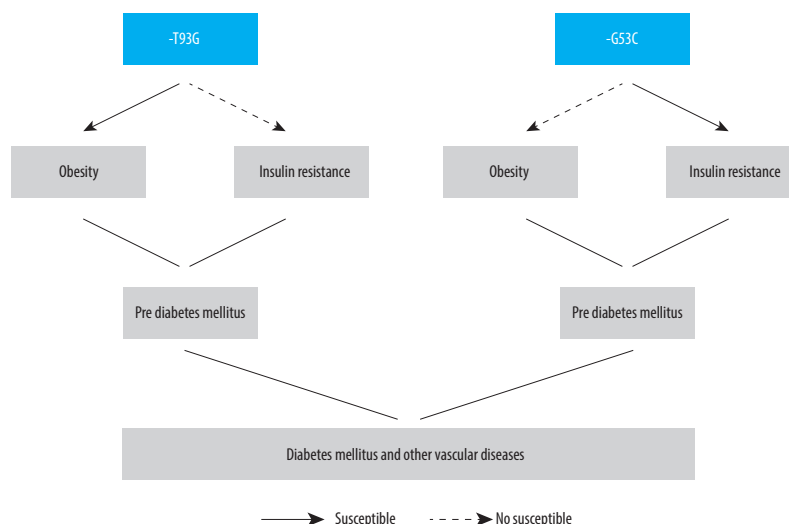 -T93G
-G53C
Obesity
Insulin resistance
Obesity
Insulin resistance
Pre diabetes mellitus
Pre diabetes mellitus
Diabetes mellitus and other vascular diseases
Susceptible
No susceptible